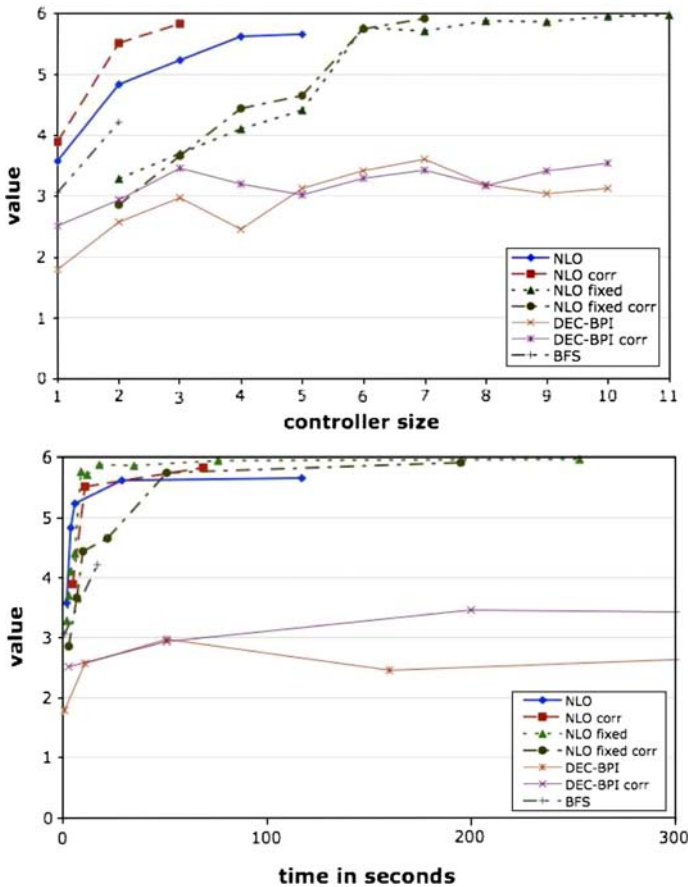 6
5
4
value
3
2
1
0
NLO
NLO corr
NLO fixed
NLO fixed corr
DEC-BPI
DEC-BPI corr
BFS
1 2 3 4 5 6 7 8 9 10 11
controller size
6
5
4
value
3
2
1
0
NLO
NLO corr
NLO fixed
NLO fixed corr
DEC-BPI
DEC-BPI corr
BFS
0 100 200 300
time in seconds